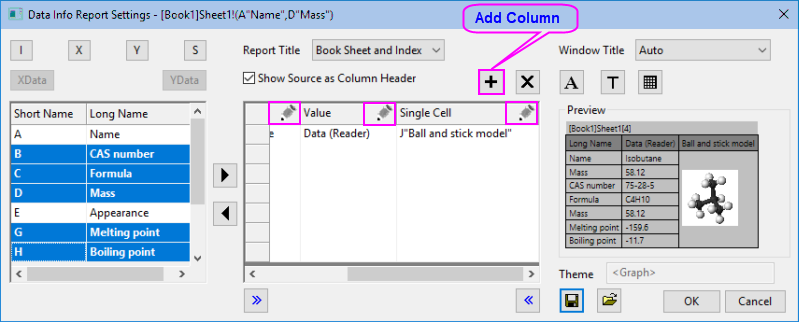 Data Info Report Settings - [Book1]Sheet1!(A"Name",D"Mass")
Add Column
I X Y S
XData YData
Report Title Book Sheet and Index
Show Source as Column Header
Window Title Auto
A T
Short Name Long Name
A Name
B CAS number
C Formula
D Mass
E Appearance
G Melting point
H Boiling point
Value Single Cell
e Data (Reader) J"Ball and stick model"
Preview
[Book1]Sheet1[4]
Long Name Data (Reader) Ball and stick model
Name Isobutane
Mass 58.12
CAS number 75-28-5
Formula C4H10
Mass 58.12
Melting point -159.6
Boiling point -11.7
Theme <Graph>
OK Cancel